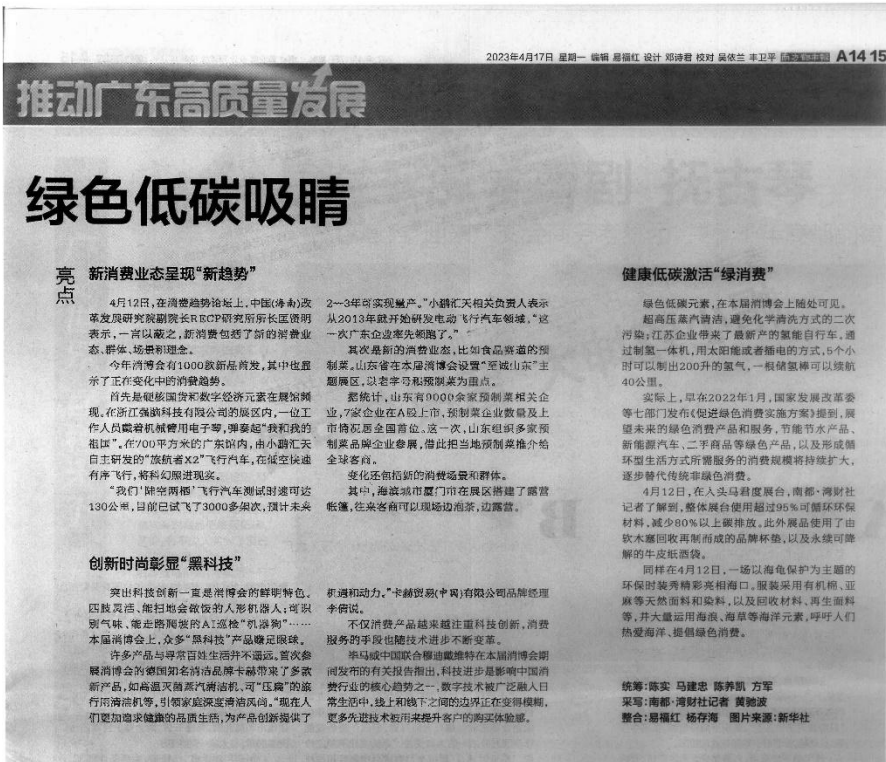 2023年4月17日 星期一 编辑 易福红 设计 邓诗君 校对 吴依兰 丰卫平 南方都市报 A14 15
推动广东高质量发展
绿色低碳吸睛
亮点
新消费业态呈现“新趋势”
4月12日,在消费趋势论坛上,中国(海南)改
革发展研究院副院长RECP研究所所长匡贤明
表示,一言以蔽之,新消费包括了新的消费业
态、群体、场景和理念。
今年消博会有1000款新品首发,其中也显
示了正在变化中的消费趋势。
首先是硬核国货和数字经济元素在展馆频
现。在浙江强脑科技有限公司的展区内,一位工
作人员戴着机械臂用电子琴,弹奏起“我和我的
祖国”。在700平方米的广东馆内,由小鹏汇天
自主研发的“旅航者X2”飞行汽车,在低空快速
有序飞行,将科幻照进现实。
“我们‘陆空两栖’飞行汽车测试时速可达
130公里,目前已试飞了3000多架次,预计未来
2～3年可实现量产。”小鹏汇天相关负责人表示
从2013年就开始研发电动飞行汽车领域,“这
一次广东企业率先领跑了。”
其次是新的消费业态,比如食品赛道的预
制菜。山东省在本届消博会设置“至诚山东”主
题展区,以老字号和预制菜为重点。
据统计,山东有9000余家预制菜相关企
业,7家企业在A股上市,预制菜企业数量及上
市情况居全国首位。这一次,山东组织多家预
制菜品牌企业参展,借此把当地预制菜推介给
全球客商。
变化还包括新的消费场景和群体。
其中,海滨城市厦门市在展区搭建了露营
帐篷,往来客商可以现场边泡茶,边露营。
创新时尚彰显“黑科技”
突出科技创新一直是消博会的鲜明特色。
四肢灵活、能扫地会做饭的人形机器人;可识
别气味、能走路爬坡的AI巡检“机器狗”……
本届消博会上,众多“黑科技”产品赚足眼球。
许多产品与寻常百姓生活并不遥远。首次参
展消博会的德国知名清洁品牌卡赫带来了多款
新产品,如高温灭菌蒸汽清洁机、可“压缩”的旅
行用清洁机等,引领家庭深度清洁风尚。“现在人
们更加追求健康的品质生活,为产品创新提供了
机遇和动力。”卡赫贸易(中国)有限公司品牌经理
李倩说。
不仅消费产品越来越注重科技创新,消费
服务的手段也随技术进步不断变革。
毕马威中国联合穆迪戴维特在本届消博会期
间发布的有关报告指出,科技进步是影响中国消
费行业的核心趋势之一,数字技术被广泛融入日
常生活中,线上和线下之间的边界正在变得模糊,
更多先进技术被用来提升客户的购买体验感。
健康低碳激活“绿消费”
绿色低碳元素,在本届消博会上随处可见。
超高压蒸汽清洁,避免化学清洗方式的二次
污染;江苏企业带来了最新产的氢能自行车,通
过制氢一体机,用太阳能或者插电的方式,5个小
时可以制出200升的氢气,一根储氢棒可以续航
40公里。
实际上,早在2022年1月,国家发展改革委
等七部门发布《促进绿色消费实施方案》提到,展
望未来的绿色消费产品和服务,节能节水产品、
新能源汽车、二手商品等绿色产品,以及形成循
环型生活方式所需服务的消费规模将持续扩大,
逐步替代传统非绿色消费。
4月12日,在人头马君度展台,南都·湾财社
记者了解到,整体展台使用超过95%可循环环保
材料,减少80%以上碳排放。此外展品使用了由
软木塞回收再制而成的品牌杯垫,以及永续可降
解的牛皮纸酒袋。
同样在4月12日,一场以海龟保护为主题的
环保时装秀精彩亮相海口。服装采用有机棉、亚
麻等天然面料和染料,以及回收材料、再生面料
等,并大量运用海浪、海草等海洋元素,呼吁人们
热爱海洋、提倡绿色消费。
统筹:陈实 马建忠 陈养凯 方军
采写:南都·湾财社记者 黄驰波
整合:易福红 杨存海 图片来源:新华社